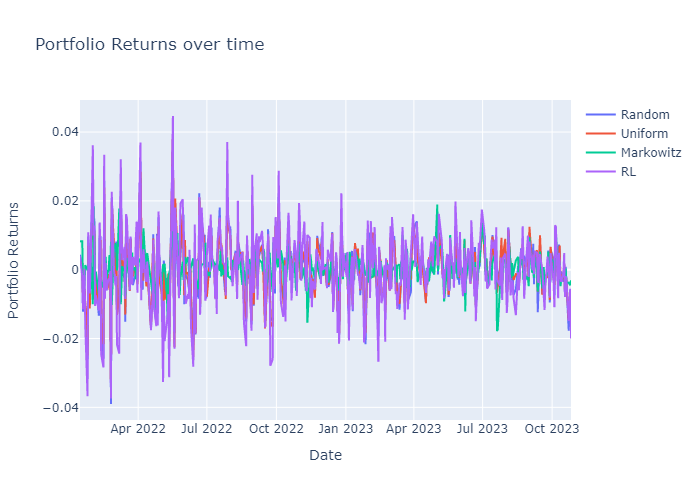 Portfolio Returns over time
Portfolio Returns
0.04
0.02
0
−0.02
−0.04
Apr 2022 Jul 2022 Oct 2022 Jan 2023 Apr 2023 Jul 2023 Oct 2023
Date
Random
Uniform
Markowitz
RL